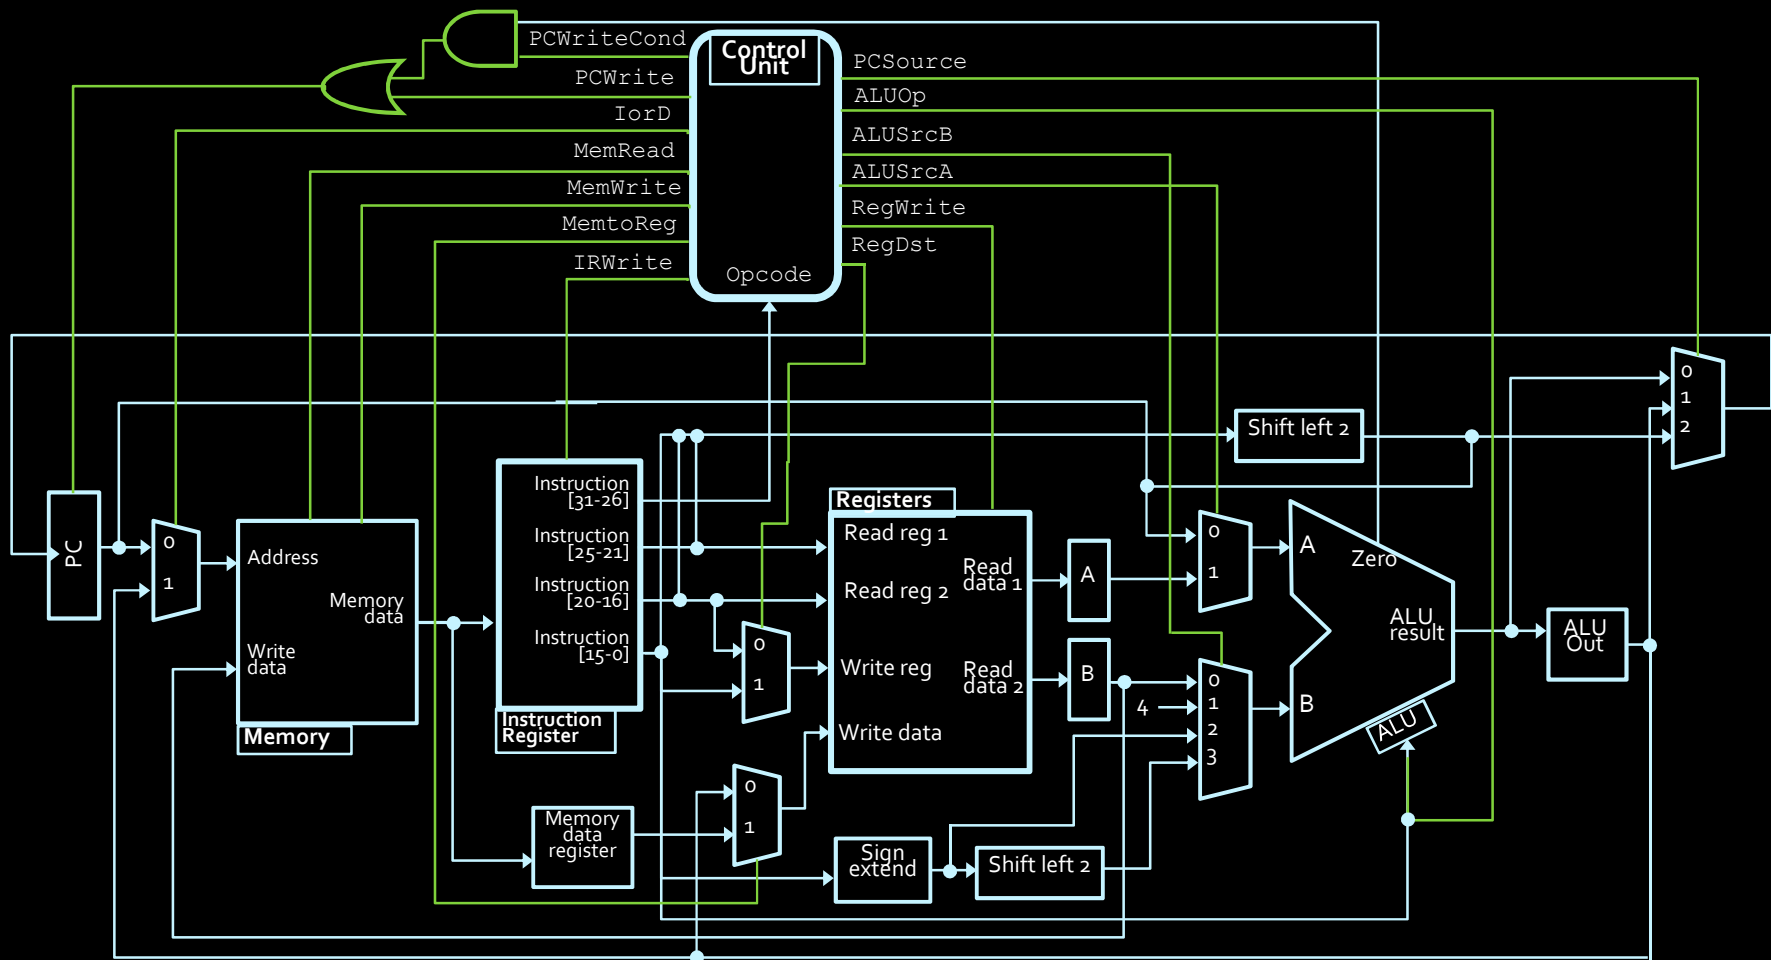 PCWriteCond
PCWrite
IorD
MemRead
MemWrite
MemtoReg
IRWrite
Control
Unit
Opcode
PCSource
ALUOp
ALUSrcB
ALUSrcA
RegWrite
RegDst
PC
0
1
Address
Memory
data
Write
data
Memory
Instruction
[31-26]
Instruction
[25-21]
Instruction
[20-16]
Instruction
[15-0]
Instruction
Register
Memory
data
register
0
1
0
1
Registers
Read reg 1
Read reg 2
Write reg
Write data
Read
data 1
Read
data 2
Sign
extend
Shift left 2
A
B
4
Shift left 2
0
1
0
1
2
3
A
B
Zero
ALU
result
ALU
ALU
Out
0
1
2